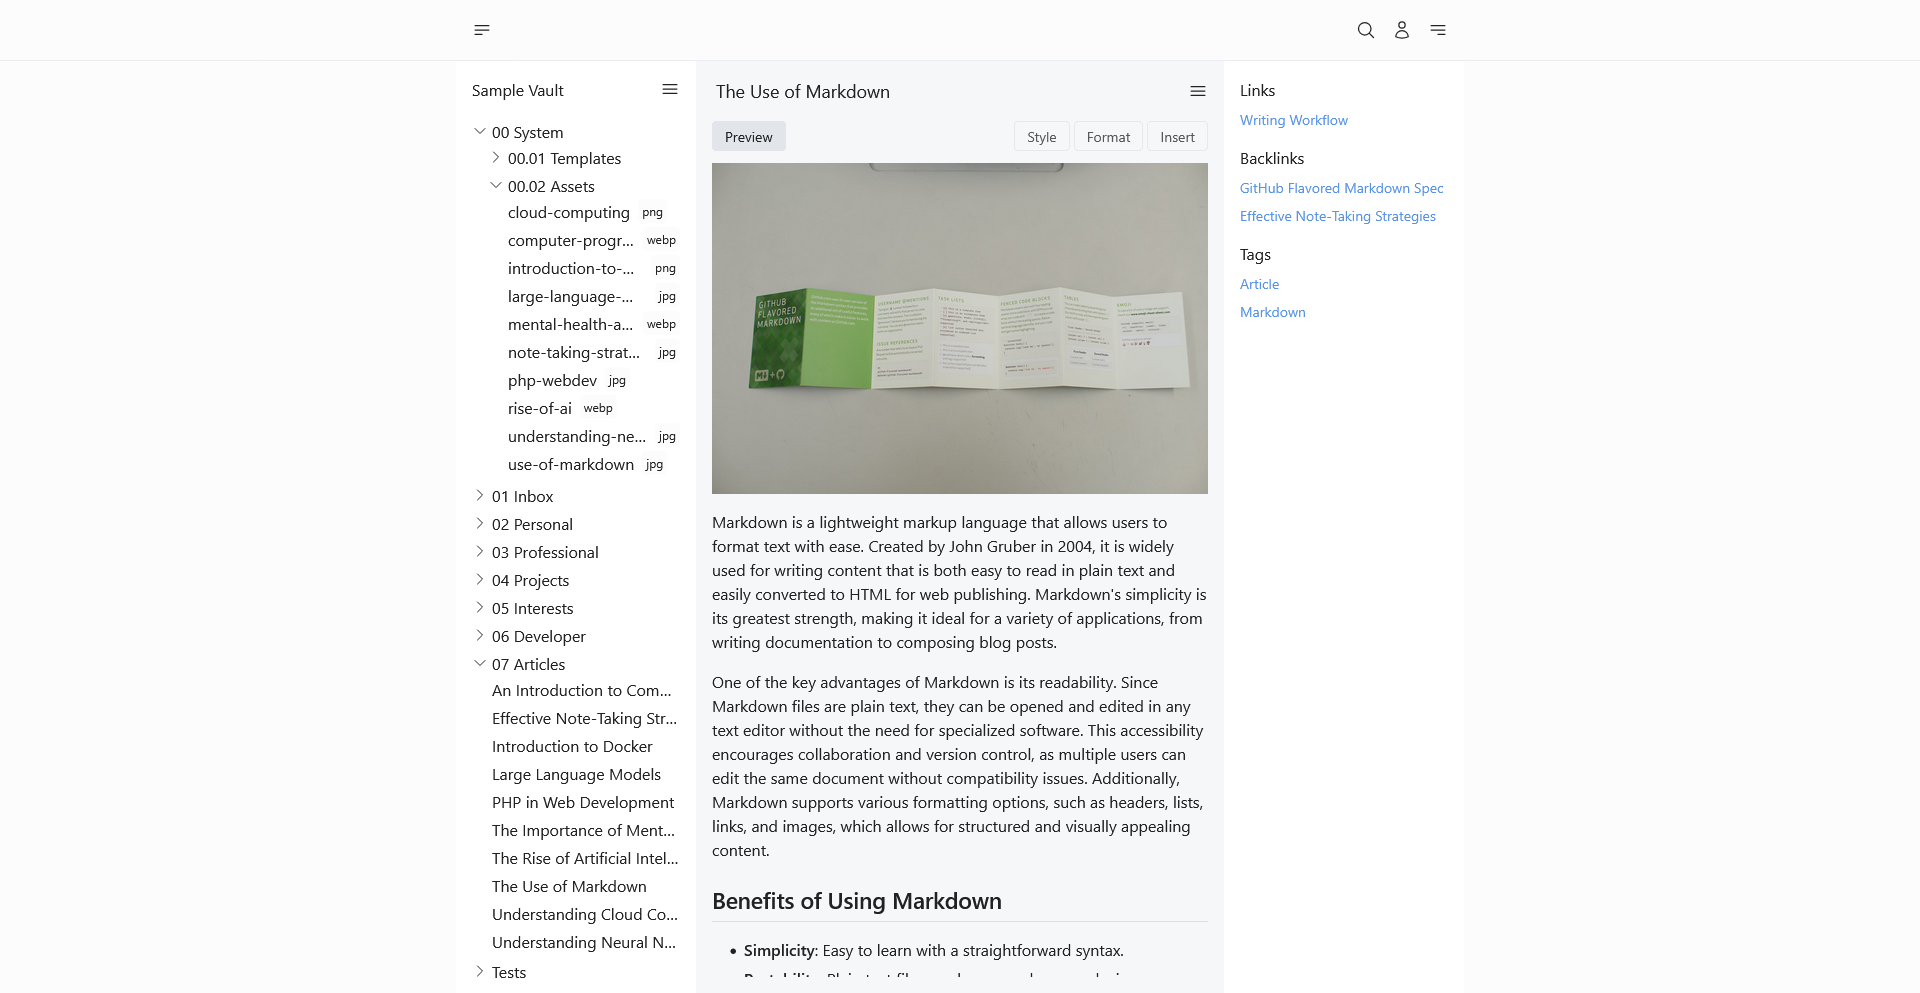 Sample Vault
00 System
00.01 Templates
00.02 Assets
cloud-computing png
computer-progr... webp
introduction-to-... png
large-language-... jpg
mental-health-a... webp
note-taking-strat... jpg
php-webdev jpg
rise-of-ai webp
understanding-ne... jpg
use-of-markdown jpg
01 Inbox
02 Personal
03 Professional
04 Projects
05 Interests
06 Developer
07 Articles
An Introduction to Com...
Effective Note-Taking Str...
Introduction to Docker
Large Language Models
PHP in Web Development
The Importance of Ment...
The Rise of Artificial Intel...
The Use of Markdown
Understanding Cloud Co...
Understanding Neural N...
Tests
The Use of Markdown
Preview
Style
Format
Insert
GITHUB
FLAVORED
MARKDOWN
USERNAME @MENTIONS
ISSUE REFERENCES
TASK LISTS
FENCED CODE BLOCKS
TABLES
EMOJI
Markdown is a lightweight markup language that allows users to
format text with ease. Created by John Gruber in 2004, it is widely
used for writing content that is both easy to read in plain text and
easily converted to HTML for web publishing. Markdown's simplicity is
its greatest strength, making it ideal for a variety of applications, from
writing documentation to composing blog posts.
One of the key advantages of Markdown is its readability. Since
Markdown files are plain text, they can be opened and edited in any
text editor without the need for specialized software. This accessibility
encourages collaboration and version control, as multiple users can
edit the same document without compatibility issues. Additionally,
Markdown supports various formatting options, such as headers, lists,
links, and images, which allows for structured and visually appealing
content.
Benefits of Using Markdown
• Simplicity: Easy to learn with a straightforward syntax.
Links
Writing Workflow
Backlinks
GitHub Flavored Markdown Spec
Effective Note-Taking Strategies
Tags
Article
Markdown